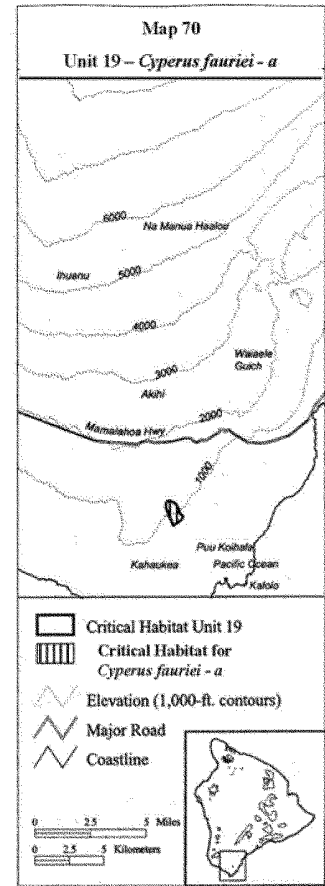 Map 70
Unit 19 – Cyperus fauriei - a
6000
Na Manua Haalou
Ihuanu
5000
4000
Waiaele
Gulch
3000
Akihi
2000
Mamalahoa Hwy
1000
Puu Koihala
Kahaukea
Pacific Ocean
Kaloio
Critical Habitat Unit 19
Critical Habitat for
Cyperus fauriei - a
Elevation (1,000-ft. contours)
Major Road
Coastline
0 2.5 5 Miles
0 2.5 5 Kilometers